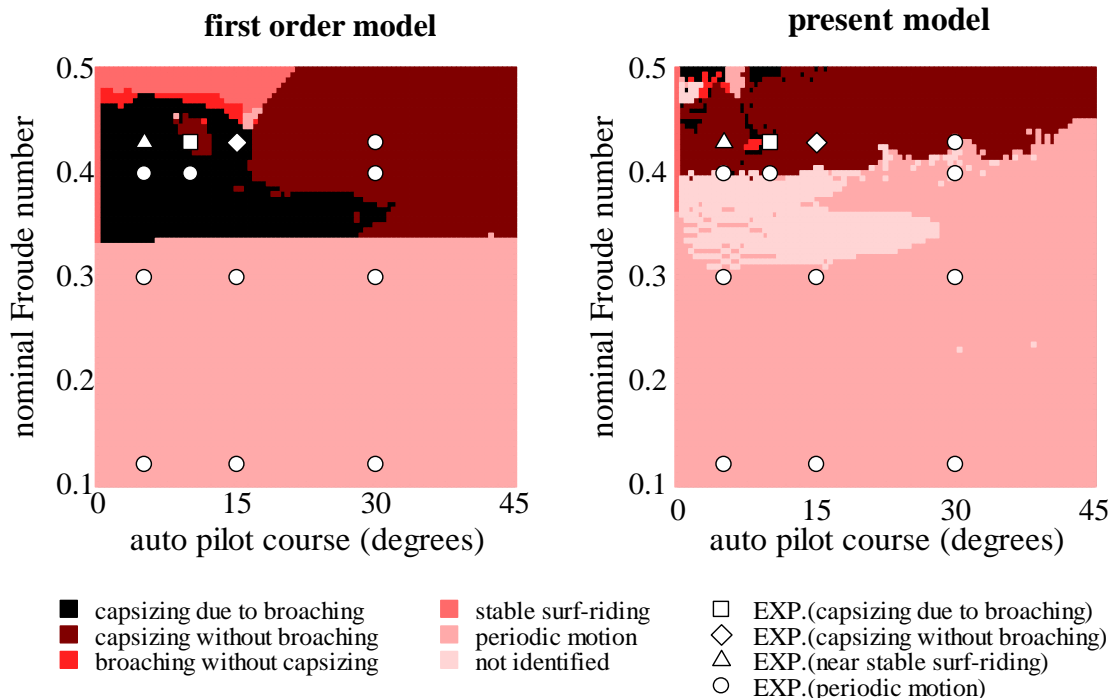 first order model
present model
nominal Froude number
0.5
0.4
0.3
0.2
0.1
0
15
30
45
auto pilot course (degrees)
nominal Froude number
0.5
0.4
0.3
0.2
0.1
0
15
30
45
auto pilot course (degrees)
capsizing due to broaching
capsizing without broaching
broaching without capsizing
stable surf-riding
periodic motion
not identified
EXP.(capsizing due to broaching)
EXP.(capsizing without broaching)
EXP.(near stable surf-riding)
EXP.(periodic motion)